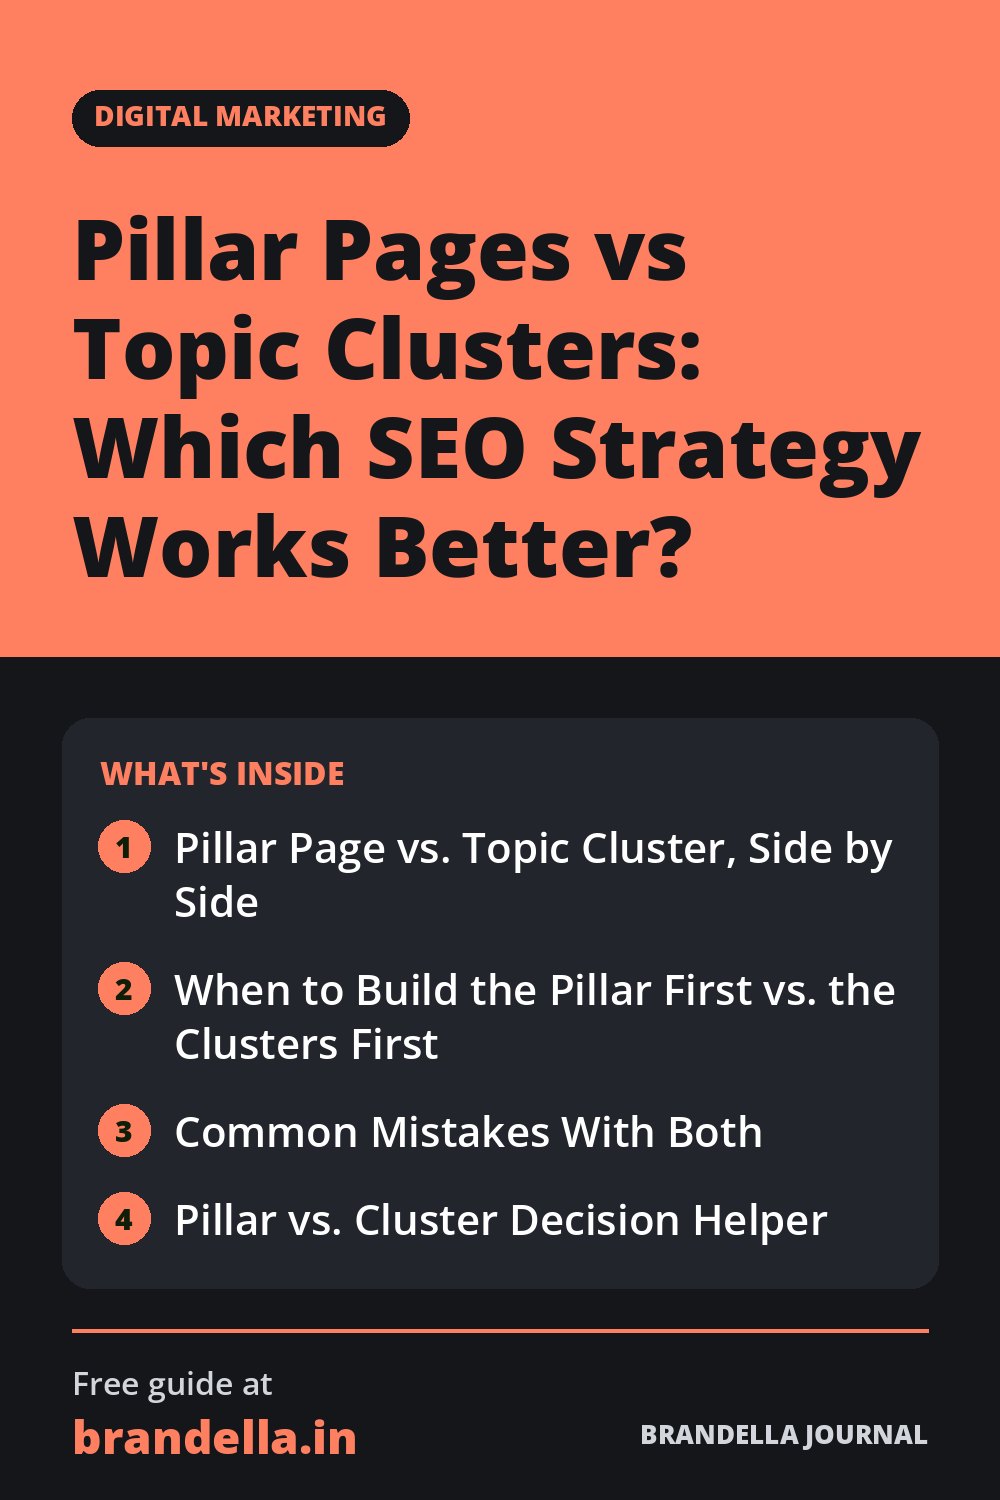 DIGITAL MARKETING
Pillar Pages vs
Topic Clusters:
Which SEO Strategy
Works Better?
WHAT'S INSIDE
1 Pillar Page vs. Topic Cluster, Side by
Side
2 When to Build the Pillar First vs. the
Clusters First
3 Common Mistakes With Both
4 Pillar vs. Cluster Decision Helper
Free guide at
brandella.in
BRANDELLA JOURNAL